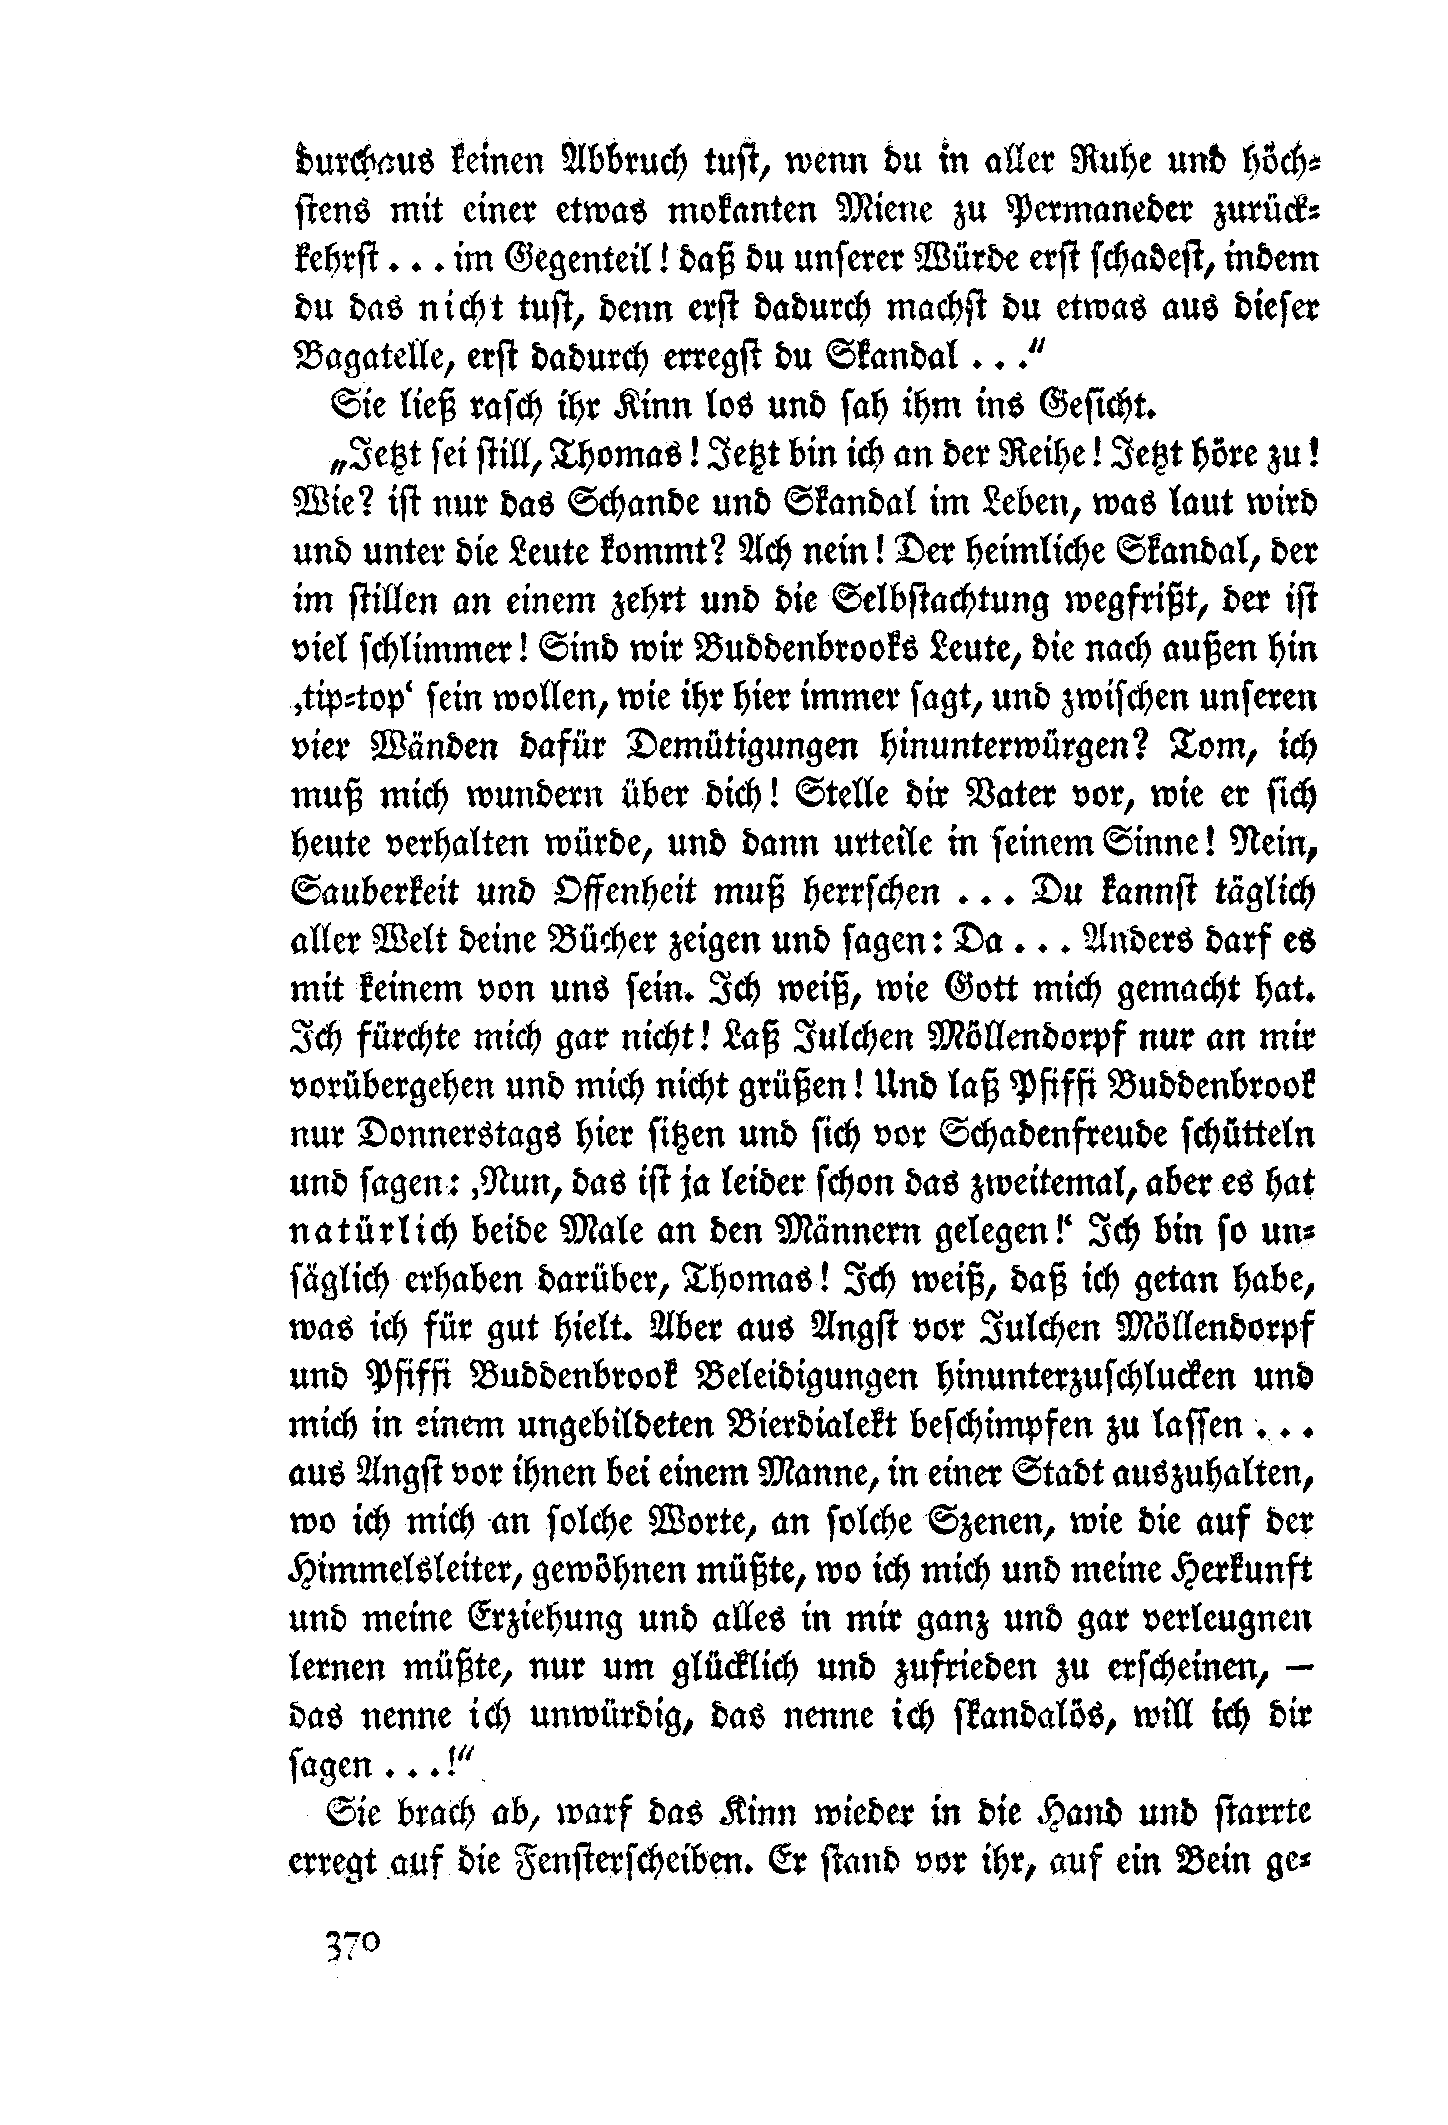 durchaus keinen Abbruch tust, wenn du in aller Ruhe und höch-
stens mit einer etwas mokanten Miene zu Permaneder zurück-
kehrst . . . im Gegenteil! daß du unserer Würde erst schadest, indem
du das nicht tust, denn erst dadurch machst du etwas aus dieser
Bagatelle, erst dadurch erregst du Skandal . . .“
Sie ließ rasch ihr Kinn los und sah ihm ins Gesicht.
„Jetzt sei still, Thomas! Jetzt bin ich an der Reihe! Jetzt höre zu!
Wie? ist nur das Schande und Skandal im Leben, was laut wird
und unter die Leute kommt? Ach nein! Der heimliche Skandal, der
im stillen an einem zehrt und die Selbstachtung wegfrißt, der ist
viel schlimmer! Sind wir Buddenbrooks Leute, die nach außen hin
‚tip-top‘ sein wollen, wie ihr hier immer sagt, und zwischen unseren
vier Wänden dafür Demütigungen hinunterwürgen? Tom, ich
muß mich wundern über dich! Stelle dir Vater vor, wie er sich
heute verhalten würde, und dann urteile in seinem Sinne! Nein,
Sauberkeit und Offenheit muß herrschen . . . Du kannst täglich
aller Welt deine Bücher zeigen und sagen: Da . . . Anders darf es
mit keinem von uns sein. Ich weiß, wie Gott mich gemacht hat.
Ich fürchte mich gar nicht! Laß Julchen Möllendorpf nur an mir
vorübergehen und mich nicht grüßen! Und laß Pfiffi Buddenbrook
nur Donnerstags hier sitzen und sich vor Schadenfreude schütteln
und sagen: ‚Nun, das ist ja leider schon das zweitemal, aber es hat
natürlich beide Male an den Männern gelegen!‘ Ich bin so un-
säglich erhaben darüber, Thomas! Ich weiß, daß ich getan habe,
was ich für gut hielt. Aber aus Angst vor Julchen Möllendorpf
und Pfiffi Buddenbrook Beleidigungen hinunterzuschlucken und
mich in einem ungebildeten Bierdialekt beschimpfen zu lassen . . .
aus Angst vor ihnen bei einem Manne, in einer Stadt auszuhalten,
wo ich mich an solche Worte, an solche Szenen, wie die auf der
Himmelsleiter, gewöhnen müßte, wo ich mich und meine Herkunft
und meine Erziehung und alles in mir ganz und gar verleugnen
lernen müßte, nur um glücklich und zufrieden zu erscheinen, —
das nenne ich unwürdig, das nenne ich skandalös, will ich dir
sagen . . .!“
Sie brach ab, warf das Kinn wieder in die Hand und starrte
erregt auf die Fensterscheiben. Er stand vor ihr, auf ein Bein ge-
370